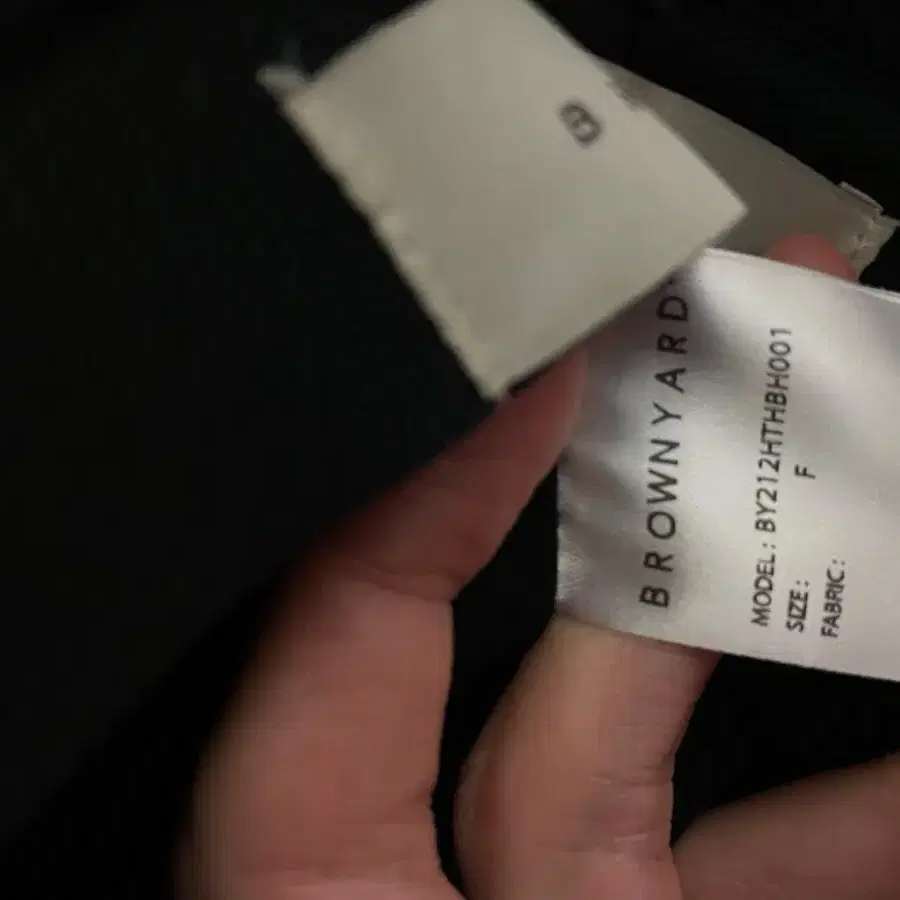 BROWNYARD
MODEL: BY212HTHBH001
SIZE: F
FABRIC: